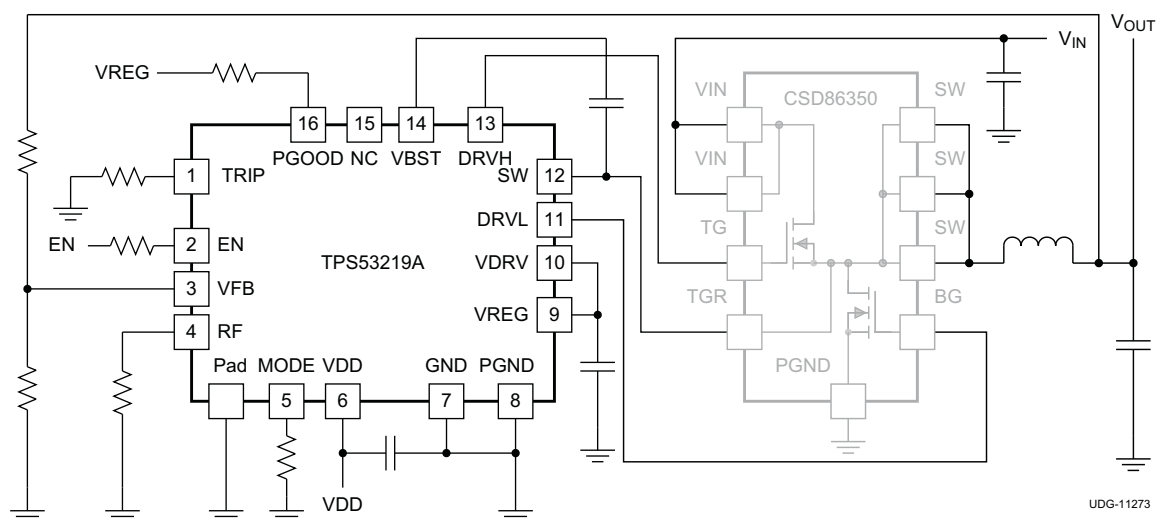 VOUT
VIN
VREG
VIN
CSD86350
SW
16
15
14
13
PGOOD
NC
VBST
DRVH
1
TRIP
SW
12
VIN
SW
DRVL
11
TG
SW
EN
2
EN
TPS53219A
VDRV
10
3
VFB
TGR
BG
4
RF
VREG
9
Pad
MODE
VDD
GND
PGND
PGND
5
6
7
8
VDD
UDG-11273